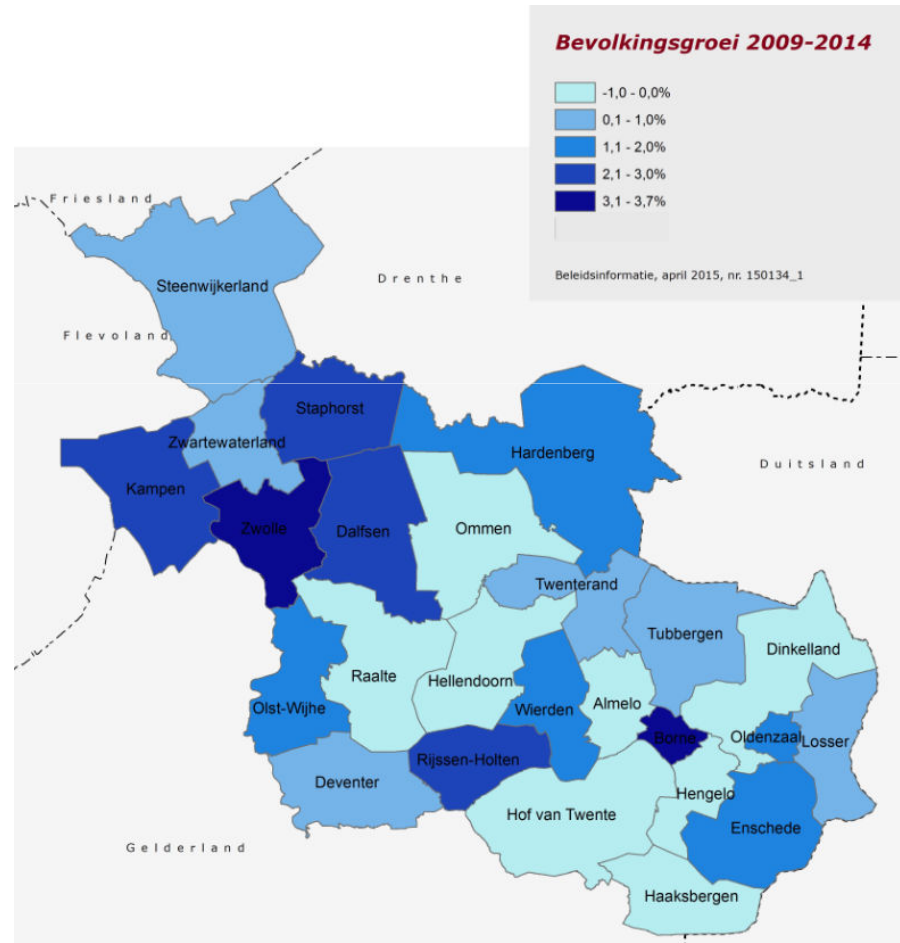 Bevolkingsgroei 2009-2014
-1,0 - 0,0%
0,1 - 1,0%
1,1 - 2,0%
2,1 - 3,0%
3,1 - 3,7%
Beleidsinformatie, april 2015, nr. 150134_1
Friesland
Drenthe
Steenwijkerland
Flevoland
Staphorst
Zwartewaterland
Hardenberg
Duitsland
Kampen
Zwolle
Dalfsen
Ommen
Twenterand
Tubbergen
Dinkelland
Raalte
Hellendoorn
Almelo
Olst-Wijhe
Wierden
Borne
Oldenzaal
Losser
Rijssen-Holten
Deventer
Hengelo
Hof van Twente
Enschede
Gelderland
Haaksbergen